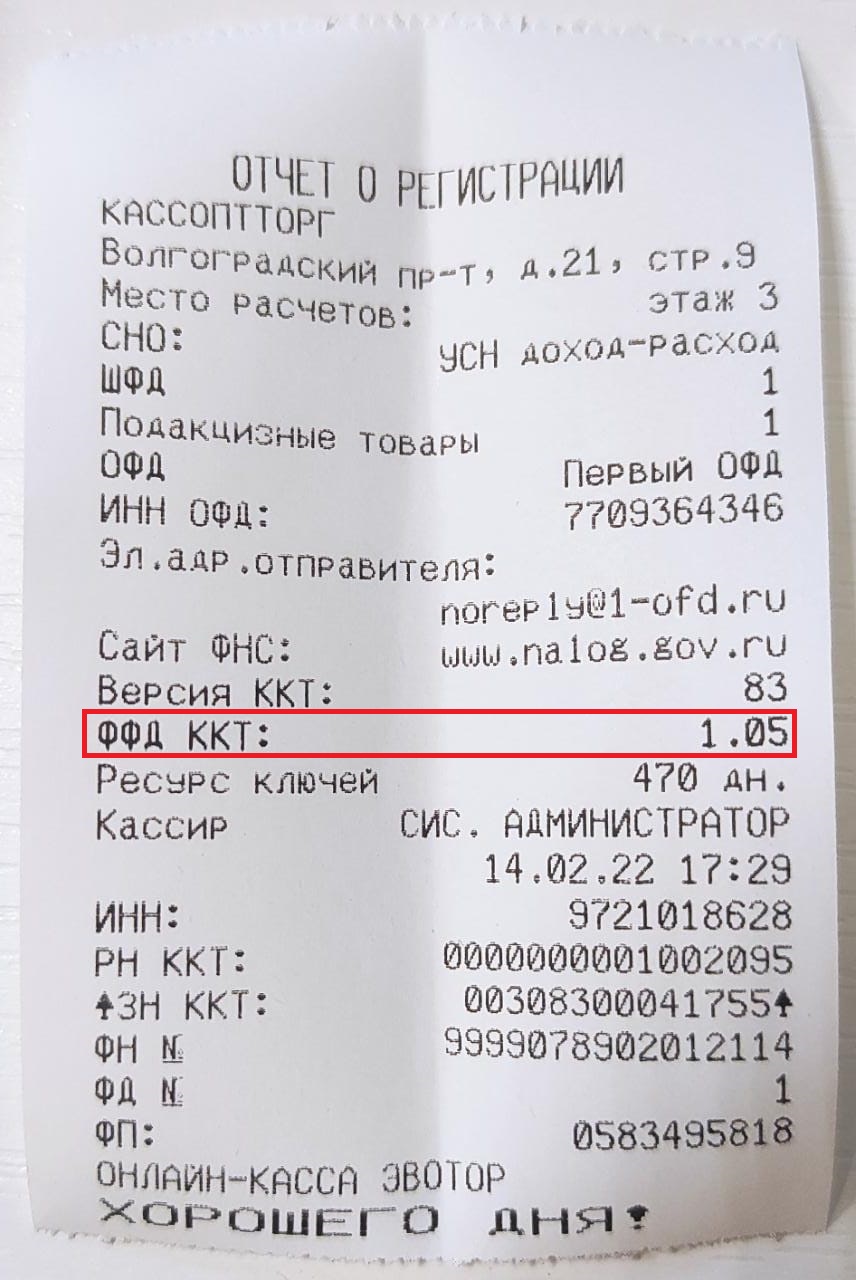 ОТЧЕТ О РЕГИСТРАЦИИ
КАССОПТТОРГ
Волгоградский пр-т, д.21, стр.9
Место расчетов: этаж 3
СНО: УСН доход-расход
ШФД 1
Подакцизные товары 1
ОФД Первый ОФД
ИНН ОФД: 7709364346
Эл.адр.отправителя:
noreply@1-ofd.ru
Сайт ФНС: www.nalog.gov.ru
Версия ККТ: 83
ФФД ККТ: 1.05
Ресурс ключей 470 дн.
Кассир СИС. АДМИНИСТРАТОР
14.02.22 17:29
ИНН: 9721018628
РН ККТ: 0000000001002095
ЗН ККТ: 00308300041755
ФН № 9999078902012114
ФД № 1
ФП: 0583495818
ОНЛАЙН-КАССА ЭВОТОР
ХОРОШЕГО ДНЯ!